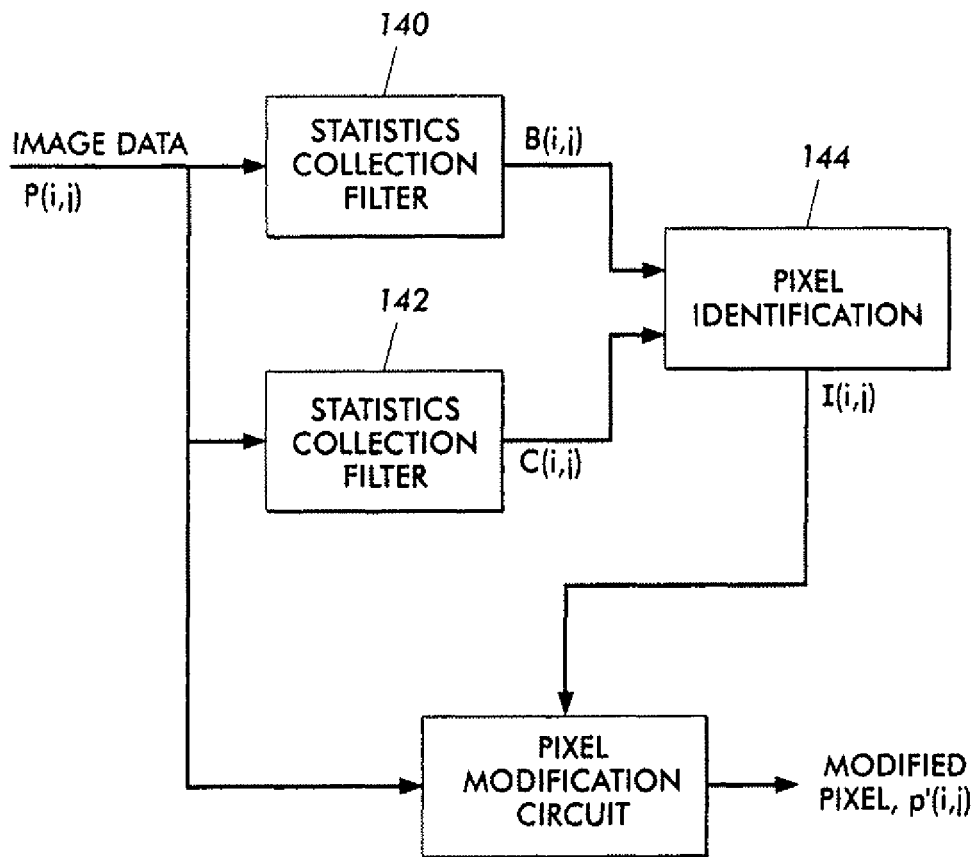 140
IMAGE DATA
P(i,j)
STATISTICS
COLLECTION
FILTER
B(i,j)
144
PIXEL
IDENTIFICATION
142
STATISTICS
COLLECTION
FILTER
C(i,j)
I(i,j)
PIXEL
MODIFICATION
CIRCUIT
MODIFIED
PIXEL, p'(i,j)